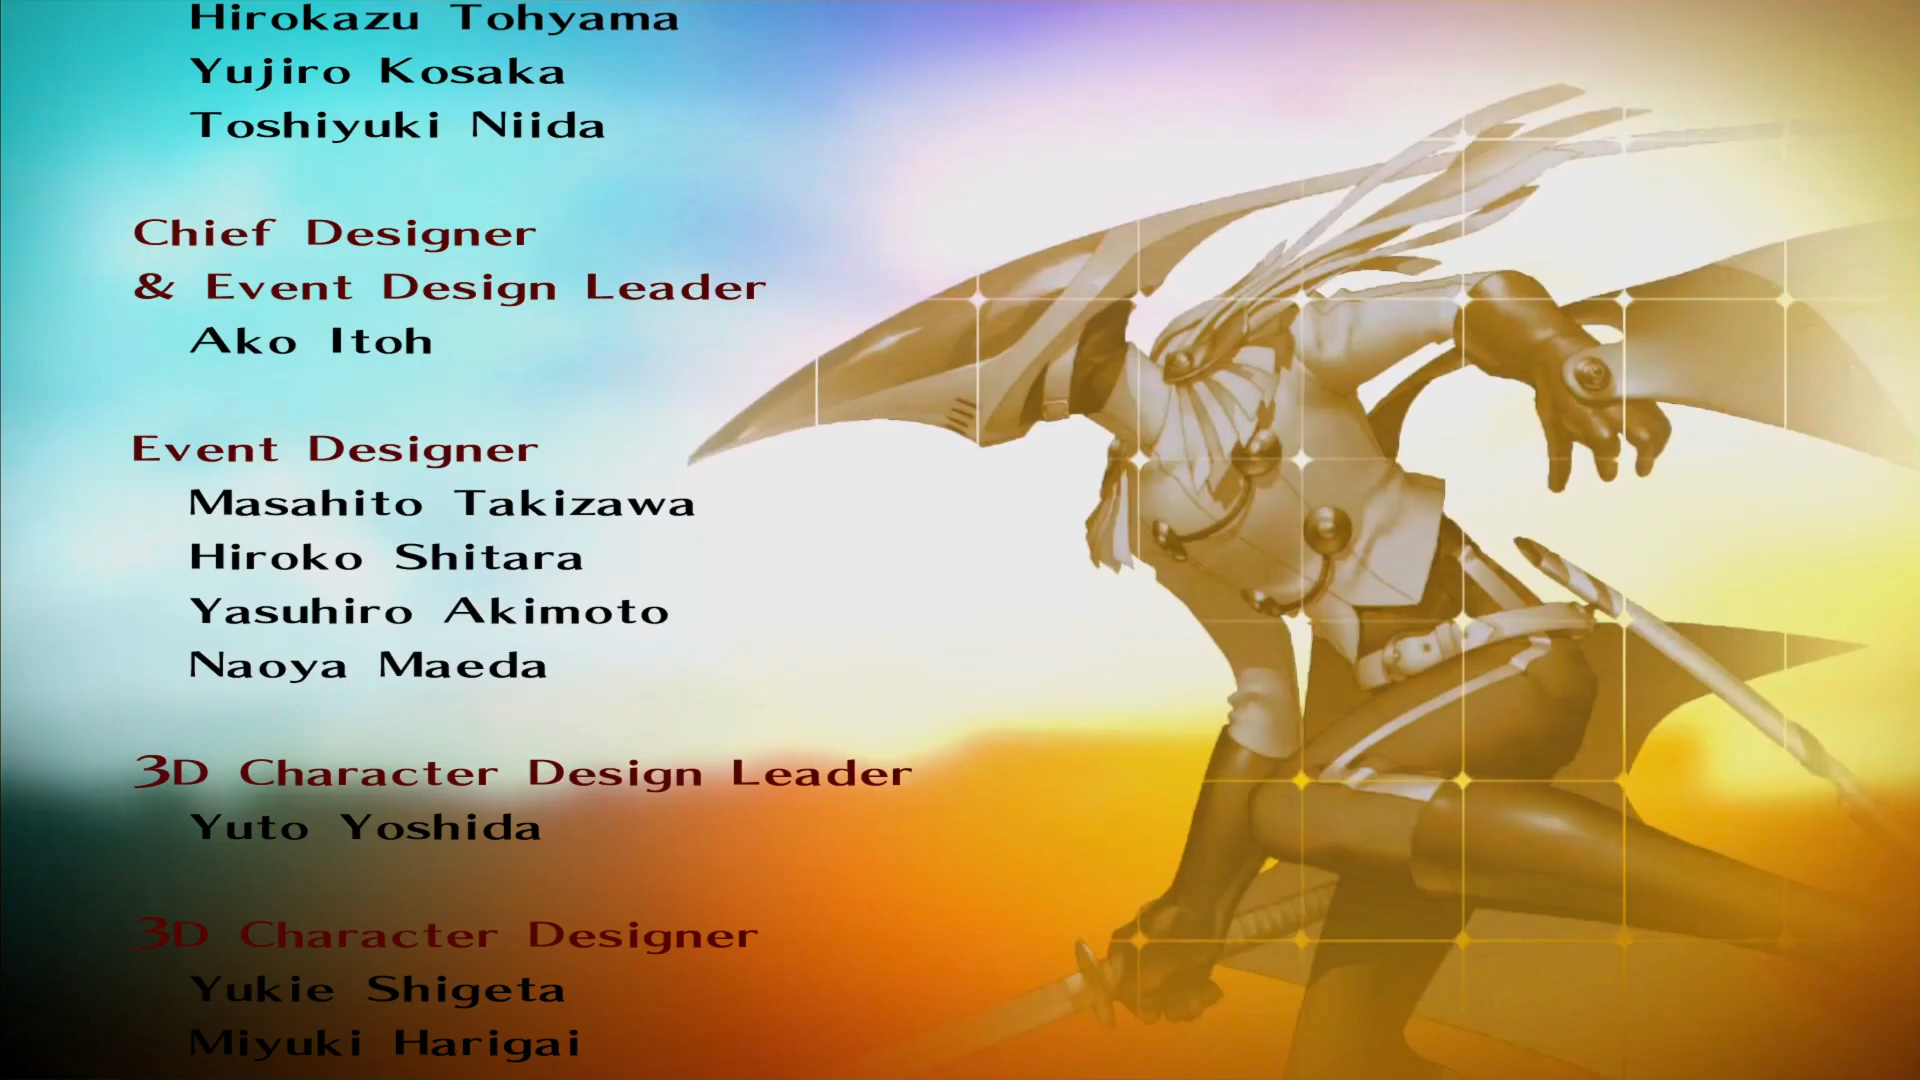 Hirokazu Tohyama
Yujiro Kosaka
Toshiyuki Niida
Chief Designer
& Event Design Leader
Ako Itoh
Event Designer
Masahito Takizawa
Hiroko Shitara
Yasuhiro Akimoto
Naoya Maeda
3D Character Design Leader
Yuto Yoshida
3D Character Designer
Yukie Shigeta
Miyuki Harigai